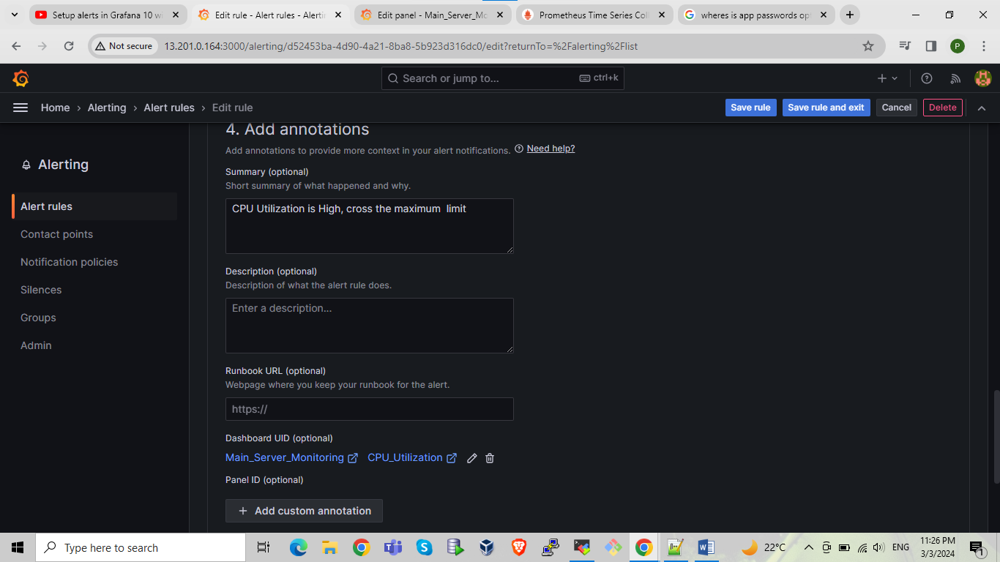 Setup alerts in Grafana 10 wi
Edit rule - Alert rules - Alertin
Edit panel - Main_Server_Mo
Prometheus Time Series Coll
wheres is app passwords opt
Not secure
13.201.0.164:3000/alerting/d52453ba-4d90-4a21-8ba8-5b923d316dc0/edit?returnTo=%2Falerting%2Flist
P
Search or jump to...
ctrl+k
Home › Alerting › Alert rules › Edit rule
Save rule
Save rule and exit
Cancel
Delete
Alerting
Alert rules
Contact points
Notification policies
Silences
Groups
Admin
4. Add annotations
Add annotations to provide more context in your alert notifications. Need help?
Summary (optional)
Short summary of what happened and why.
CPU Utilization is High, cross the maximum  limit
Description (optional)
Description of what the alert rule does.
Enter a description...
Runbook URL (optional)
Webpage where you keep your runbook for the alert.
https://
Dashboard UID (optional)
Main_Server_Monitoring CPU_Utilization
Panel ID (optional)
+ Add custom annotation
Type here to search
22°C
ENG
11:26 PM
3/3/2024
1